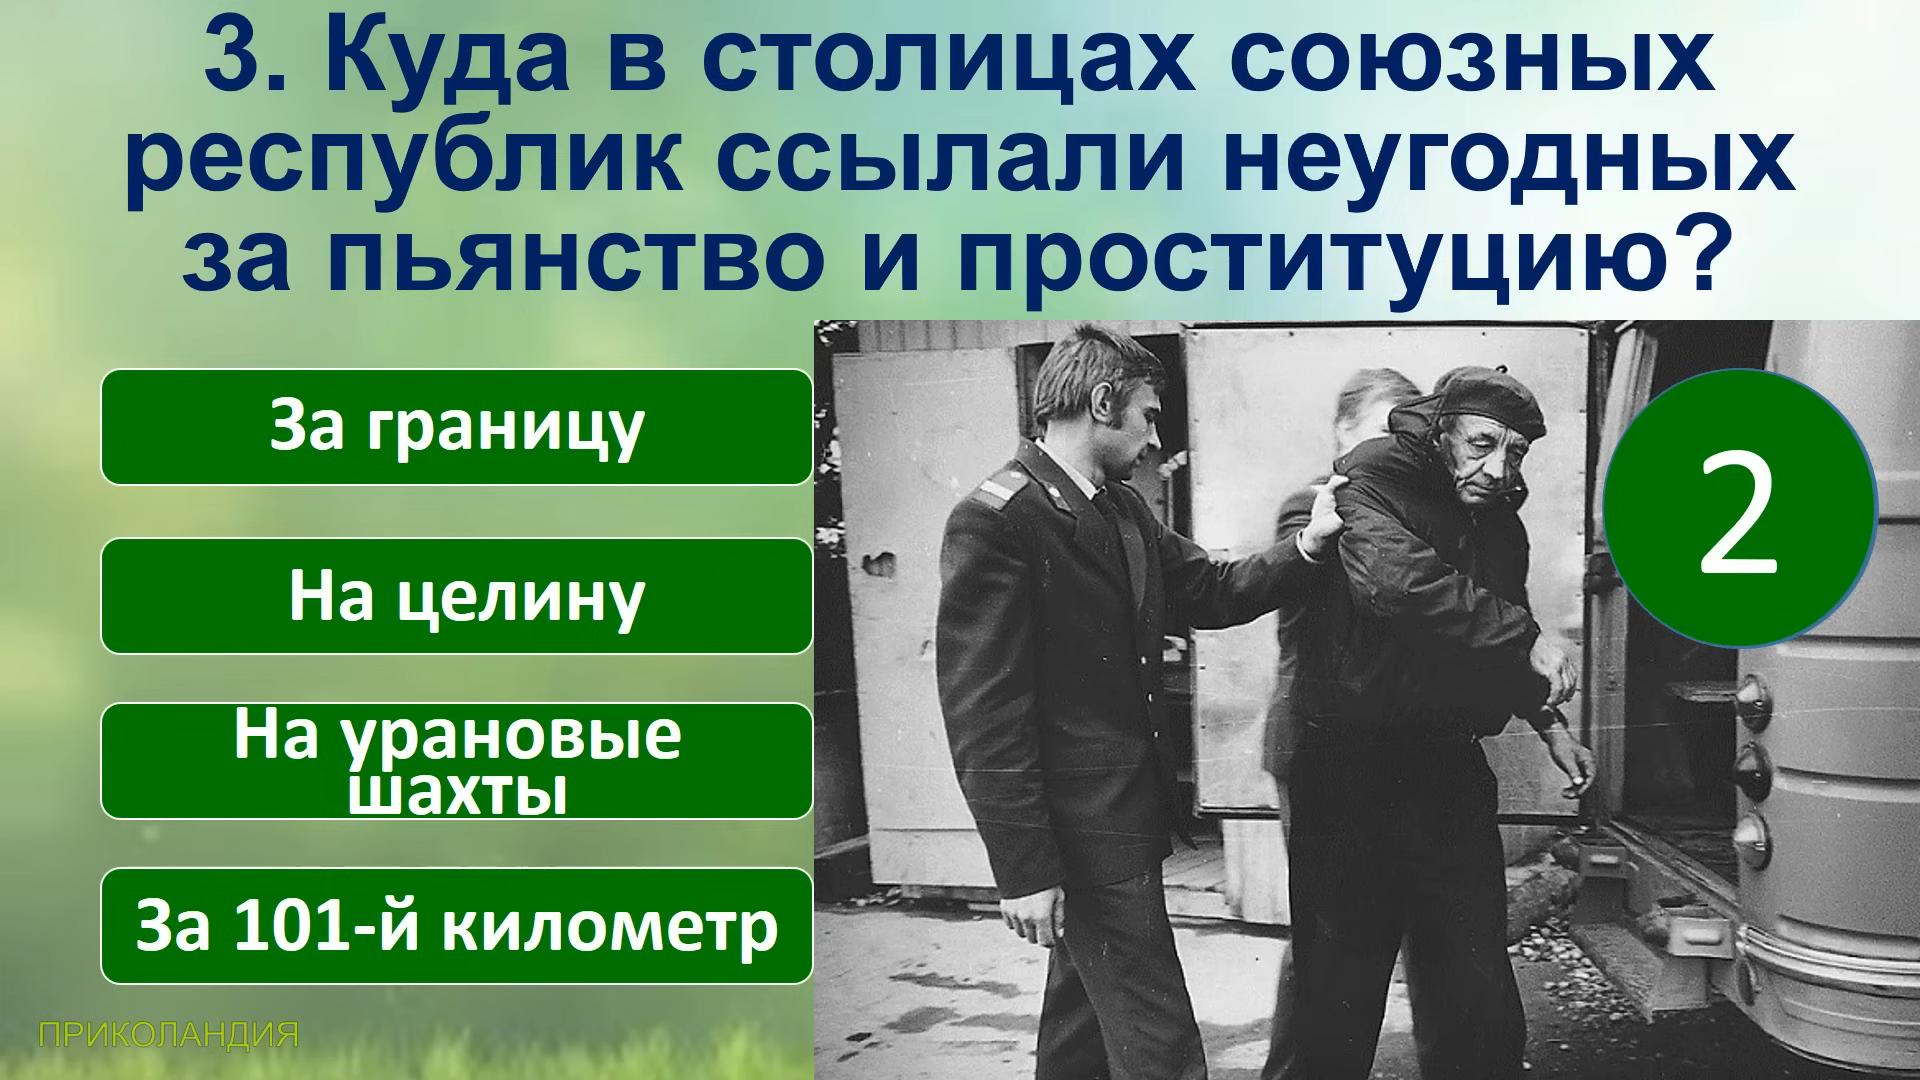 3. Куда в столицах союзных
республик ссылали неугодных
за пьянство и проституцию?
За границу
На целину
На урановые
шахты
За 101-й километр
2
ПРИКОЛАНДИЯ